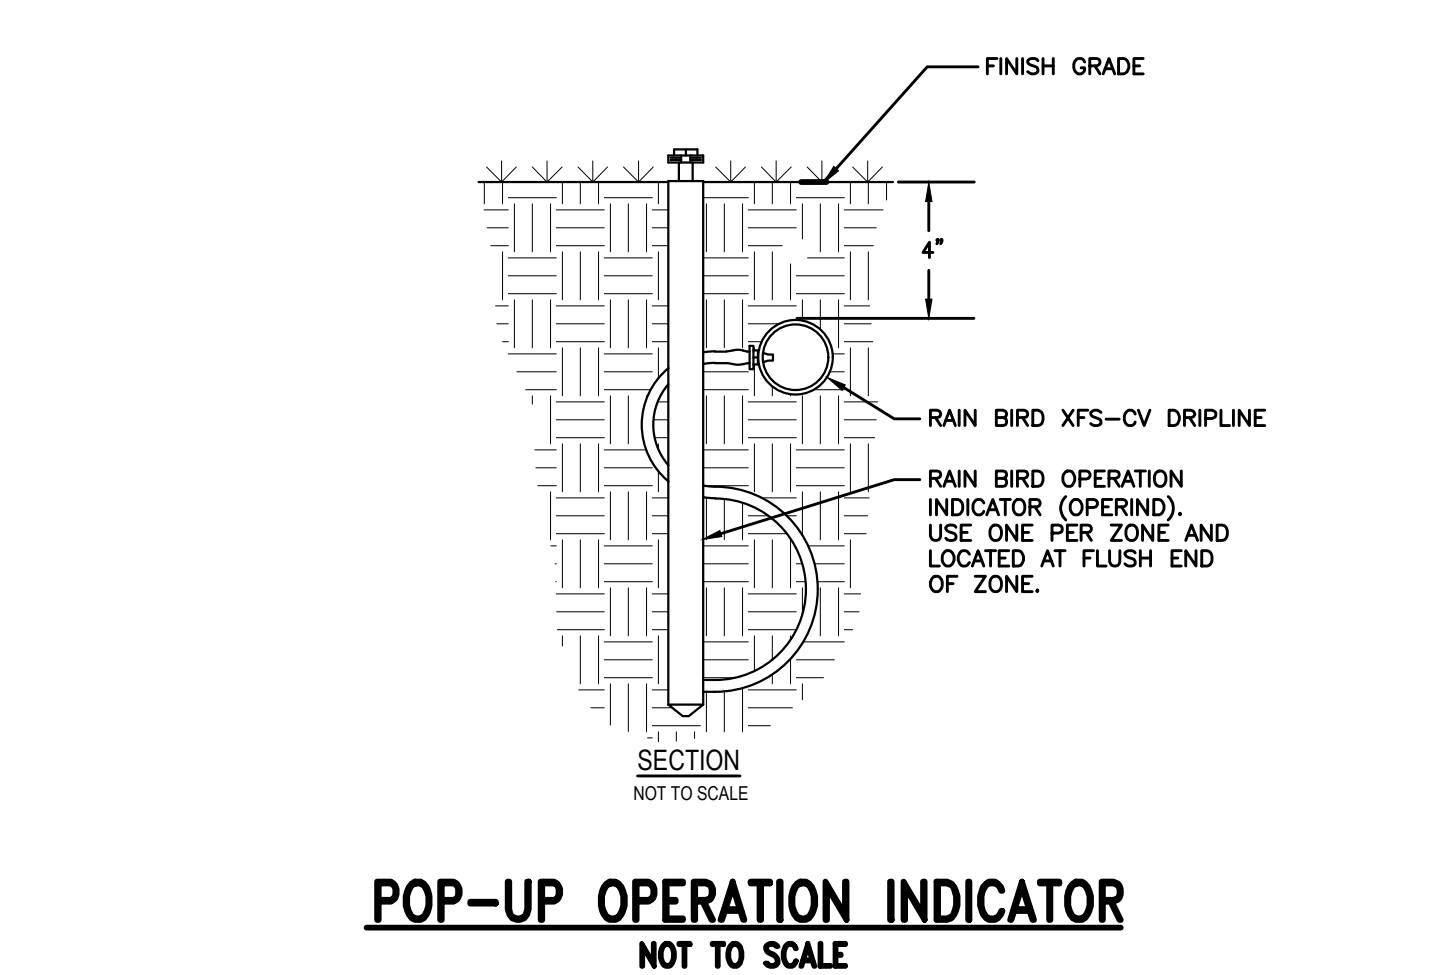 FINISH GRADE
4"
RAIN BIRD XFS-CV DRIPLINE
RAIN BIRD OPERATION
INDICATOR (OPERIND).
USE ONE PER ZONE AND
LOCATED AT FLUSH END
OF ZONE.
SECTION
NOT TO SCALE
POP-UP OPERATION INDICATOR
NOT TO SCALE